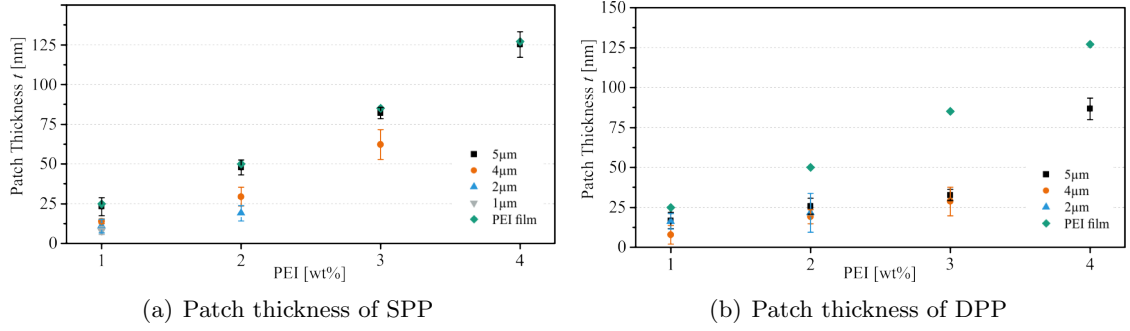 Patch Thickness t [nm]
125
100
75
50
25
0
1
2
3
4
PEI [wt%]
5µm
4µm
2µm
1µm
PEI film
(a) Patch thickness of SPP
Patch Thickness t [nm]
150
125
100
75
50
25
0
1
2
3
4
PEI [wt%]
5µm
4µm
2µm
PEI film
(b) Patch thickness of DPP